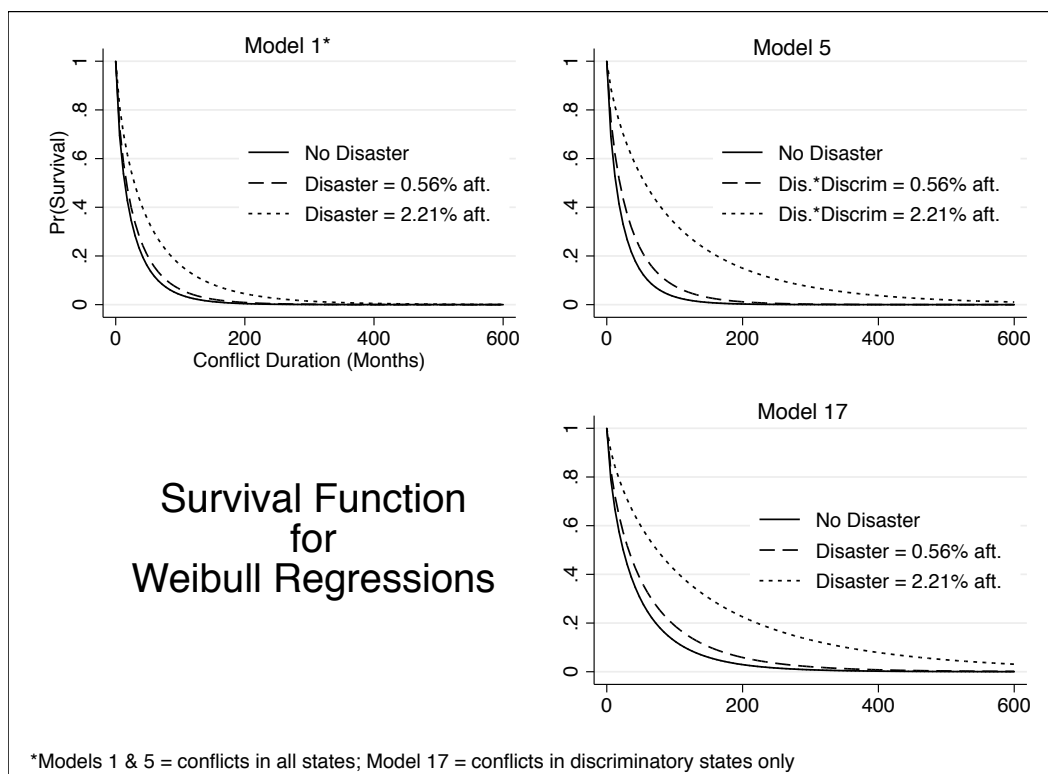 Model 1*
Pr(Survival)
1
.8
.6
.4
.2
0
No Disaster
Disaster = 0.56% aft.
Disaster = 2.21% aft.
0 200 400 600
Conflict Duration (Months)
Model 5
1
.8
.6
.4
.2
0
No Disaster
Dis.*Discrim = 0.56% aft.
Dis.*Discrim = 2.21% aft.
0 200 400 600
Survival Function
for
Weibull Regressions
Model 17
1
.8
.6
.4
.2
0
No Disaster
Disaster = 0.56% aft.
Disaster = 2.21% aft.
0 200 400 600
*Models 1 & 5 = conflicts in all states; Model 17 = conflicts in discriminatory states only